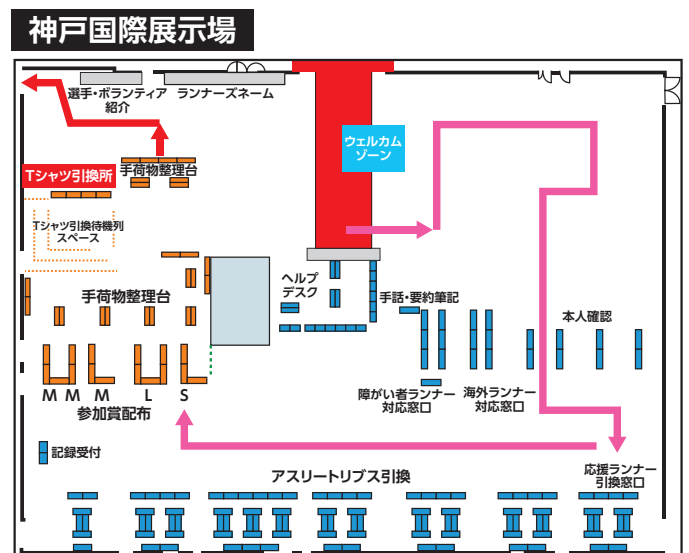 神戸国際展示場
選手・ボランティア
紹介
ランナーズネーム
ウェルカム
ゾーン
手荷物整理台
Tシャツ引換所
Tシャツ引換待機列
スペース
ヘルプ
デスク
手荷物整理台
手話・要約筆記
本人確認
M M M L S
参加賞配布
障がい者ランナー
対応窓口
海外ランナー
対応窓口
記録受付
アスリートリブス引換
応援ランナー
引換窓口